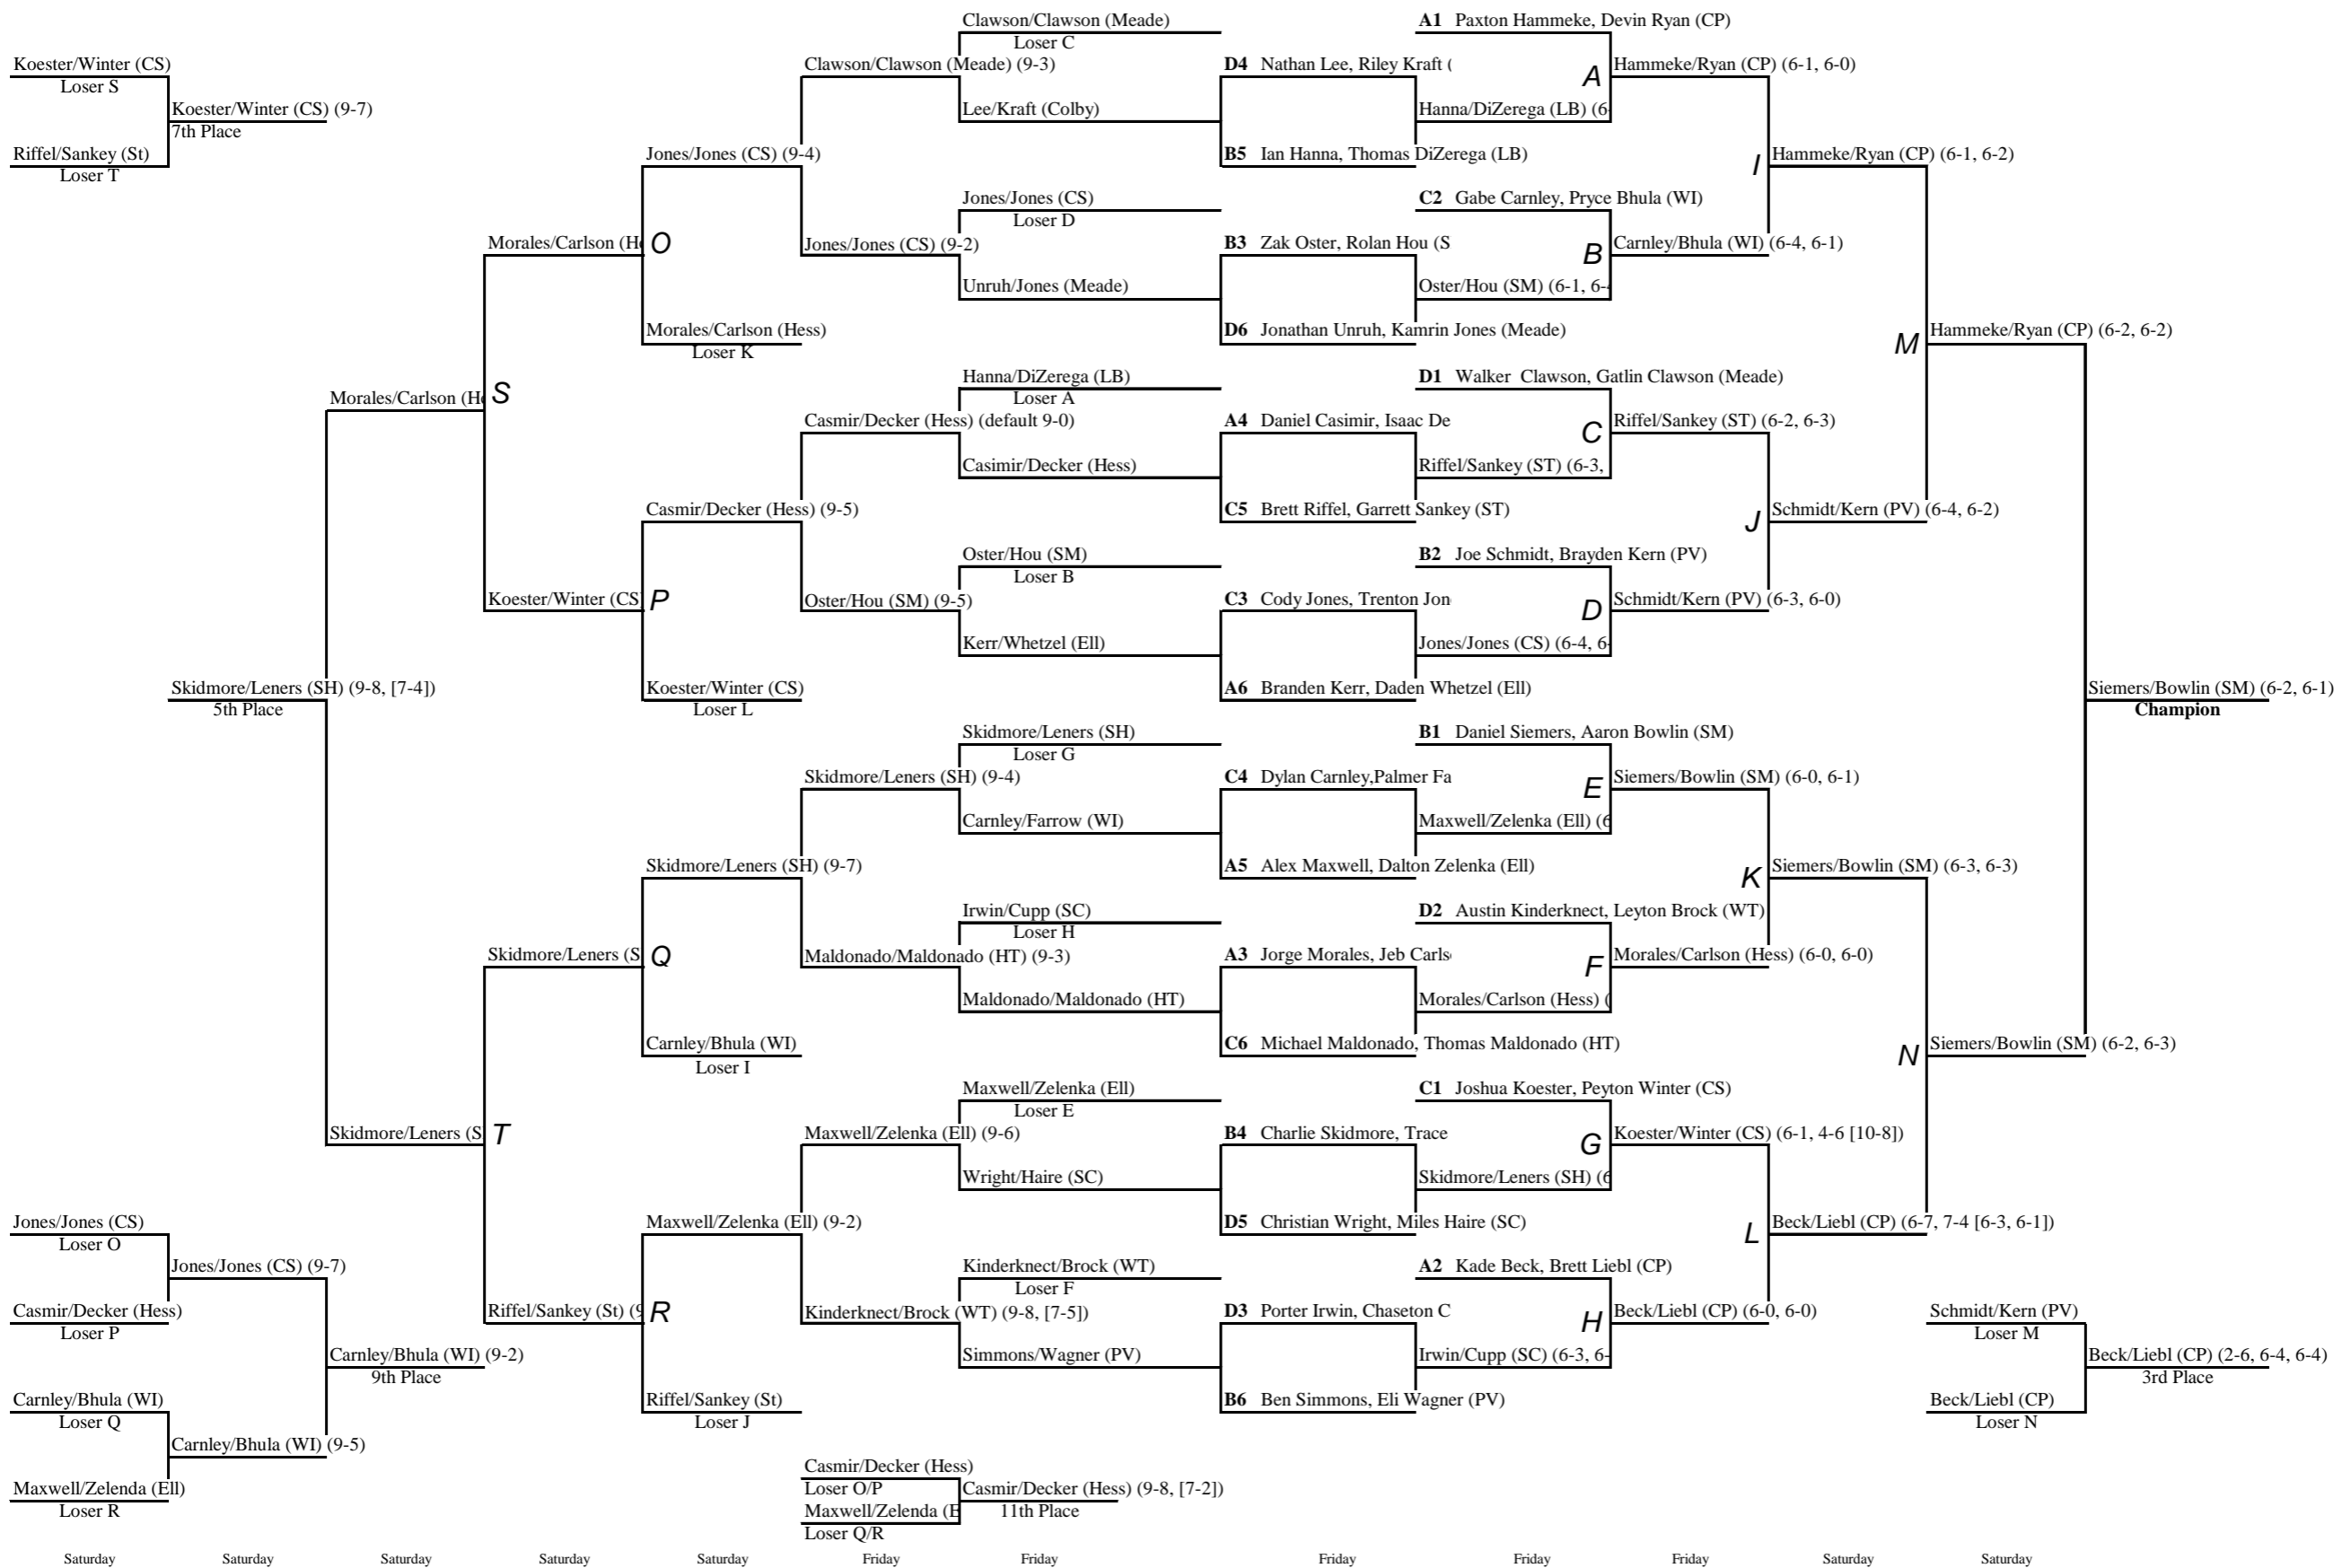 Clawson/Clawson (Meade)
Loser C
A1 Paxton Hammeke, Devin Ryan (CP)
Koester/Winter (CS)
Loser S
Clawson/Clawson (Meade) (9-3)
D4 Nathan Lee, Riley Kraft (
A
Hammeke/Ryan (CP) (6-1, 6-0)
Koester/Winter (CS) (9-7)
7th Place
Lee/Kraft (Colby)
Hanna/DiZerega (LB) (6-
Riffel/Sankey (St)
Loser T
Jones/Jones (CS) (9-4)
B5 Ian Hanna, Thomas DiZerega (LB)
I
Hammeke/Ryan (CP) (6-1, 6-2)
Jones/Jones (CS)
Loser D
C2 Gabe Carnley, Pryce Bhula (WI)
Morales/Carlson (He
O
Jones/Jones (CS) (9-2)
B3 Zak Oster, Rolan Hou (S
B
Carnley/Bhula (WI) (6-4, 6-1)
Unruh/Jones (Meade)
Oster/Hou (SM) (6-1, 6-4
Morales/Carlson (Hess)
Loser K
D6 Jonathan Unruh, Kamrin Jones (Meade)
M
Hammeke/Ryan (CP) (6-2, 6-2)
Hanna/DiZerega (LB)
Loser A
D1 Walker Clawson, Gatlin Clawson (Meade)
Morales/Carlson (He
S
Casmir/Decker (Hess) (default 9-0)
A4 Daniel Casimir, Isaac De
C
Riffel/Sankey (ST) (6-2, 6-3)
Casimir/Decker (Hess)
Riffel/Sankey (ST) (6-3,
Casmir/Decker (Hess) (9-5)
C5 Brett Riffel, Garrett Sankey (ST)
J
Schmidt/Kern (PV) (6-4, 6-2)
Oster/Hou (SM)
Loser B
B2 Joe Schmidt, Brayden Kern (PV)
Koester/Winter (CS
P
Oster/Hou (SM) (9-5)
C3 Cody Jones, Trenton Jon
D
Schmidt/Kern (PV) (6-3, 6-0)
Kerr/Whetzel (Ell)
Jones/Jones (CS) (6-4, 6-
Skidmore/Leners (SH) (9-8, [7-4])
5th Place
Koester/Winter (CS)
Loser L
A6 Branden Kerr, Daden Whetzel (Ell)
Siemers/Bowlin (SM) (6-2, 6-1)
Champion
Skidmore/Leners (SH)
Loser G
B1 Daniel Siemers, Aaron Bowlin (SM)
Skidmore/Leners (SH) (9-4)
C4 Dylan Carnley,Palmer Fa
E
Siemers/Bowlin (SM) (6-0, 6-1)
Carnley/Farrow (WI)
Maxwell/Zelenka (Ell) (6
Skidmore/Leners (SH) (9-7)
A5 Alex Maxwell, Dalton Zelenka (Ell)
K
Siemers/Bowlin (SM) (6-3, 6-3)
Irwin/Cupp (SC)
Loser H
D2 Austin Kinderknect, Leyton Brock (WT)
Skidmore/Leners (S
Q
Maldonado/Maldonado (HT) (9-3)
A3 Jorge Morales, Jeb Carls
F
Morales/Carlson (Hess) (6-0, 6-0)
Maldonado/Maldonado (HT)
Morales/Carlson (Hess) (
Carnley/Bhula (WI)
Loser I
C6 Michael Maldonado, Thomas Maldonado (HT)
N
Siemers/Bowlin (SM) (6-2, 6-3)
Maxwell/Zelenka (Ell)
Loser E
C1 Joshua Koester, Peyton Winter (CS)
Skidmore/Leners (S
T
Maxwell/Zelenka (Ell) (9-6)
B4 Charlie Skidmore, Trace
G
Koester/Winter (CS) (6-1, 4-6 [10-8])
Wright/Haire (SC)
Skidmore/Leners (SH) (6
Jones/Jones (CS)
Loser O
Maxwell/Zelenka (Ell) (9-2)
D5 Christian Wright, Miles Haire (SC)
L
Beck/Liebl (CP) (6-7, 7-4 [6-3, 6-1])
Jones/Jones (CS) (9-7)
Kinderknect/Brock (WT)
Loser F
A2 Kade Beck, Brett Liebl (CP)
Casmir/Decker (Hess)
Loser P
Riffel/Sankey (St) (9
R
Kinderknect/Brock (WT) (9-8, [7-5])
D3 Porter Irwin, Chaseton C
H
Beck/Liebl (CP) (6-0, 6-0)
Schmidt/Kern (PV)
Loser M
Carnley/Bhula (WI) (9-2)
9th Place
Simmons/Wagner (PV)
Irwin/Cupp (SC) (6-3, 6-
Beck/Liebl (CP) (2-6, 6-4, 6-4)
3rd Place
Carnley/Bhula (WI)
Loser Q
Riffel/Sankey (St)
Loser J
B6 Ben Simmons, Eli Wagner (PV)
Beck/Liebl (CP)
Loser N
Carnley/Bhula (WI) (9-5)
Casmir/Decker (Hess)
Loser O/P
Maxwell/Zelenda (Ell)
Loser R
Casmir/Decker (Hess) (9-8, [7-2])
11th Place
Maxwell/Zelenda (E
Loser Q/R
Saturday Saturday Saturday Saturday Saturday Friday Friday Friday Friday Friday Saturday Saturday